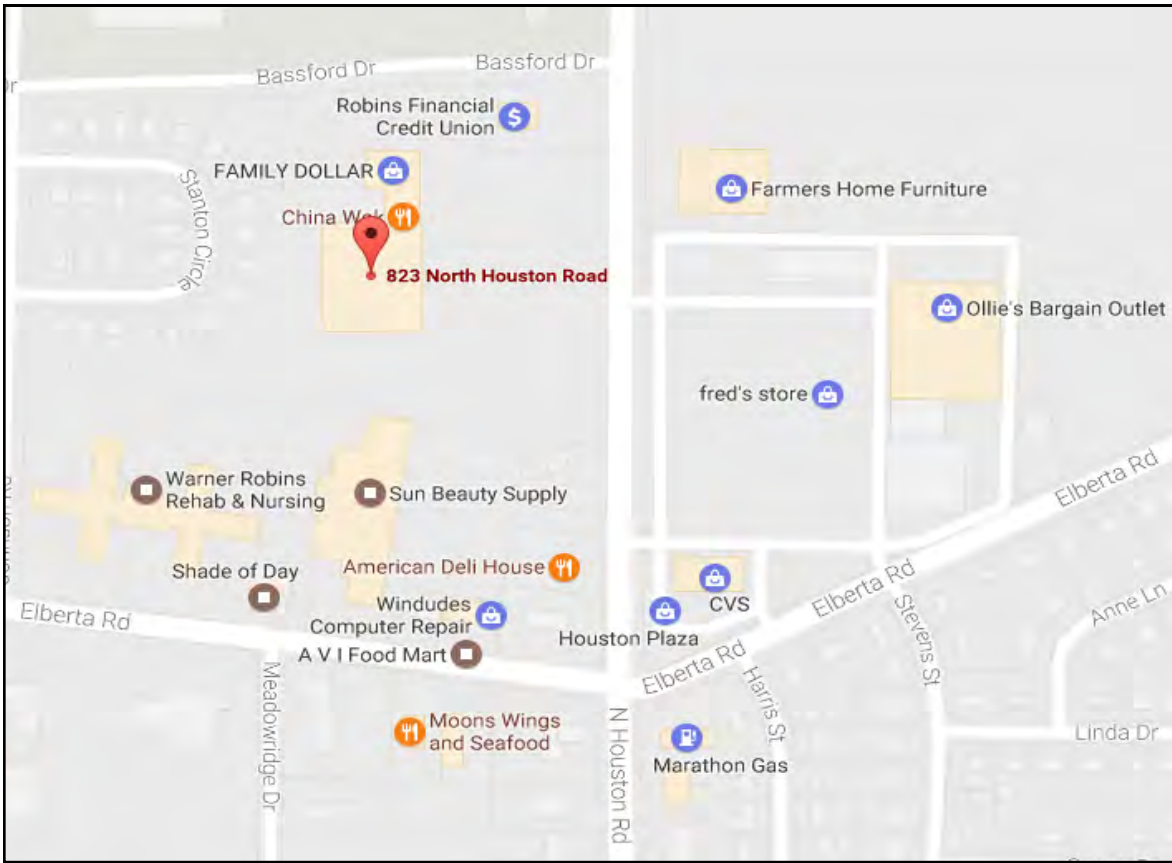 Bassford Dr
Bassford Dr
Dr
Robins Financial
Credit Union
FAMILY DOLLAR
Farmers Home Furniture
Stanton Circle
China Wok
823 North Houston Road
Ollie's Bargain Outlet
fred's store
Warner Robins
Rehab & Nursing
Sun Beauty Supply
Elberta Rd
American Deli House
Shade of Day
CVS
Elberta Rd
Windudes
Computer Repair
Houston Plaza
Elberta Rd
Stevens St
Anne Ln
A V I Food Mart
Elberta Rd
Meadowridge Dr
Harris St
Moons Wings
and Seafood
N Houston Rd
Marathon Gas
Linda Dr